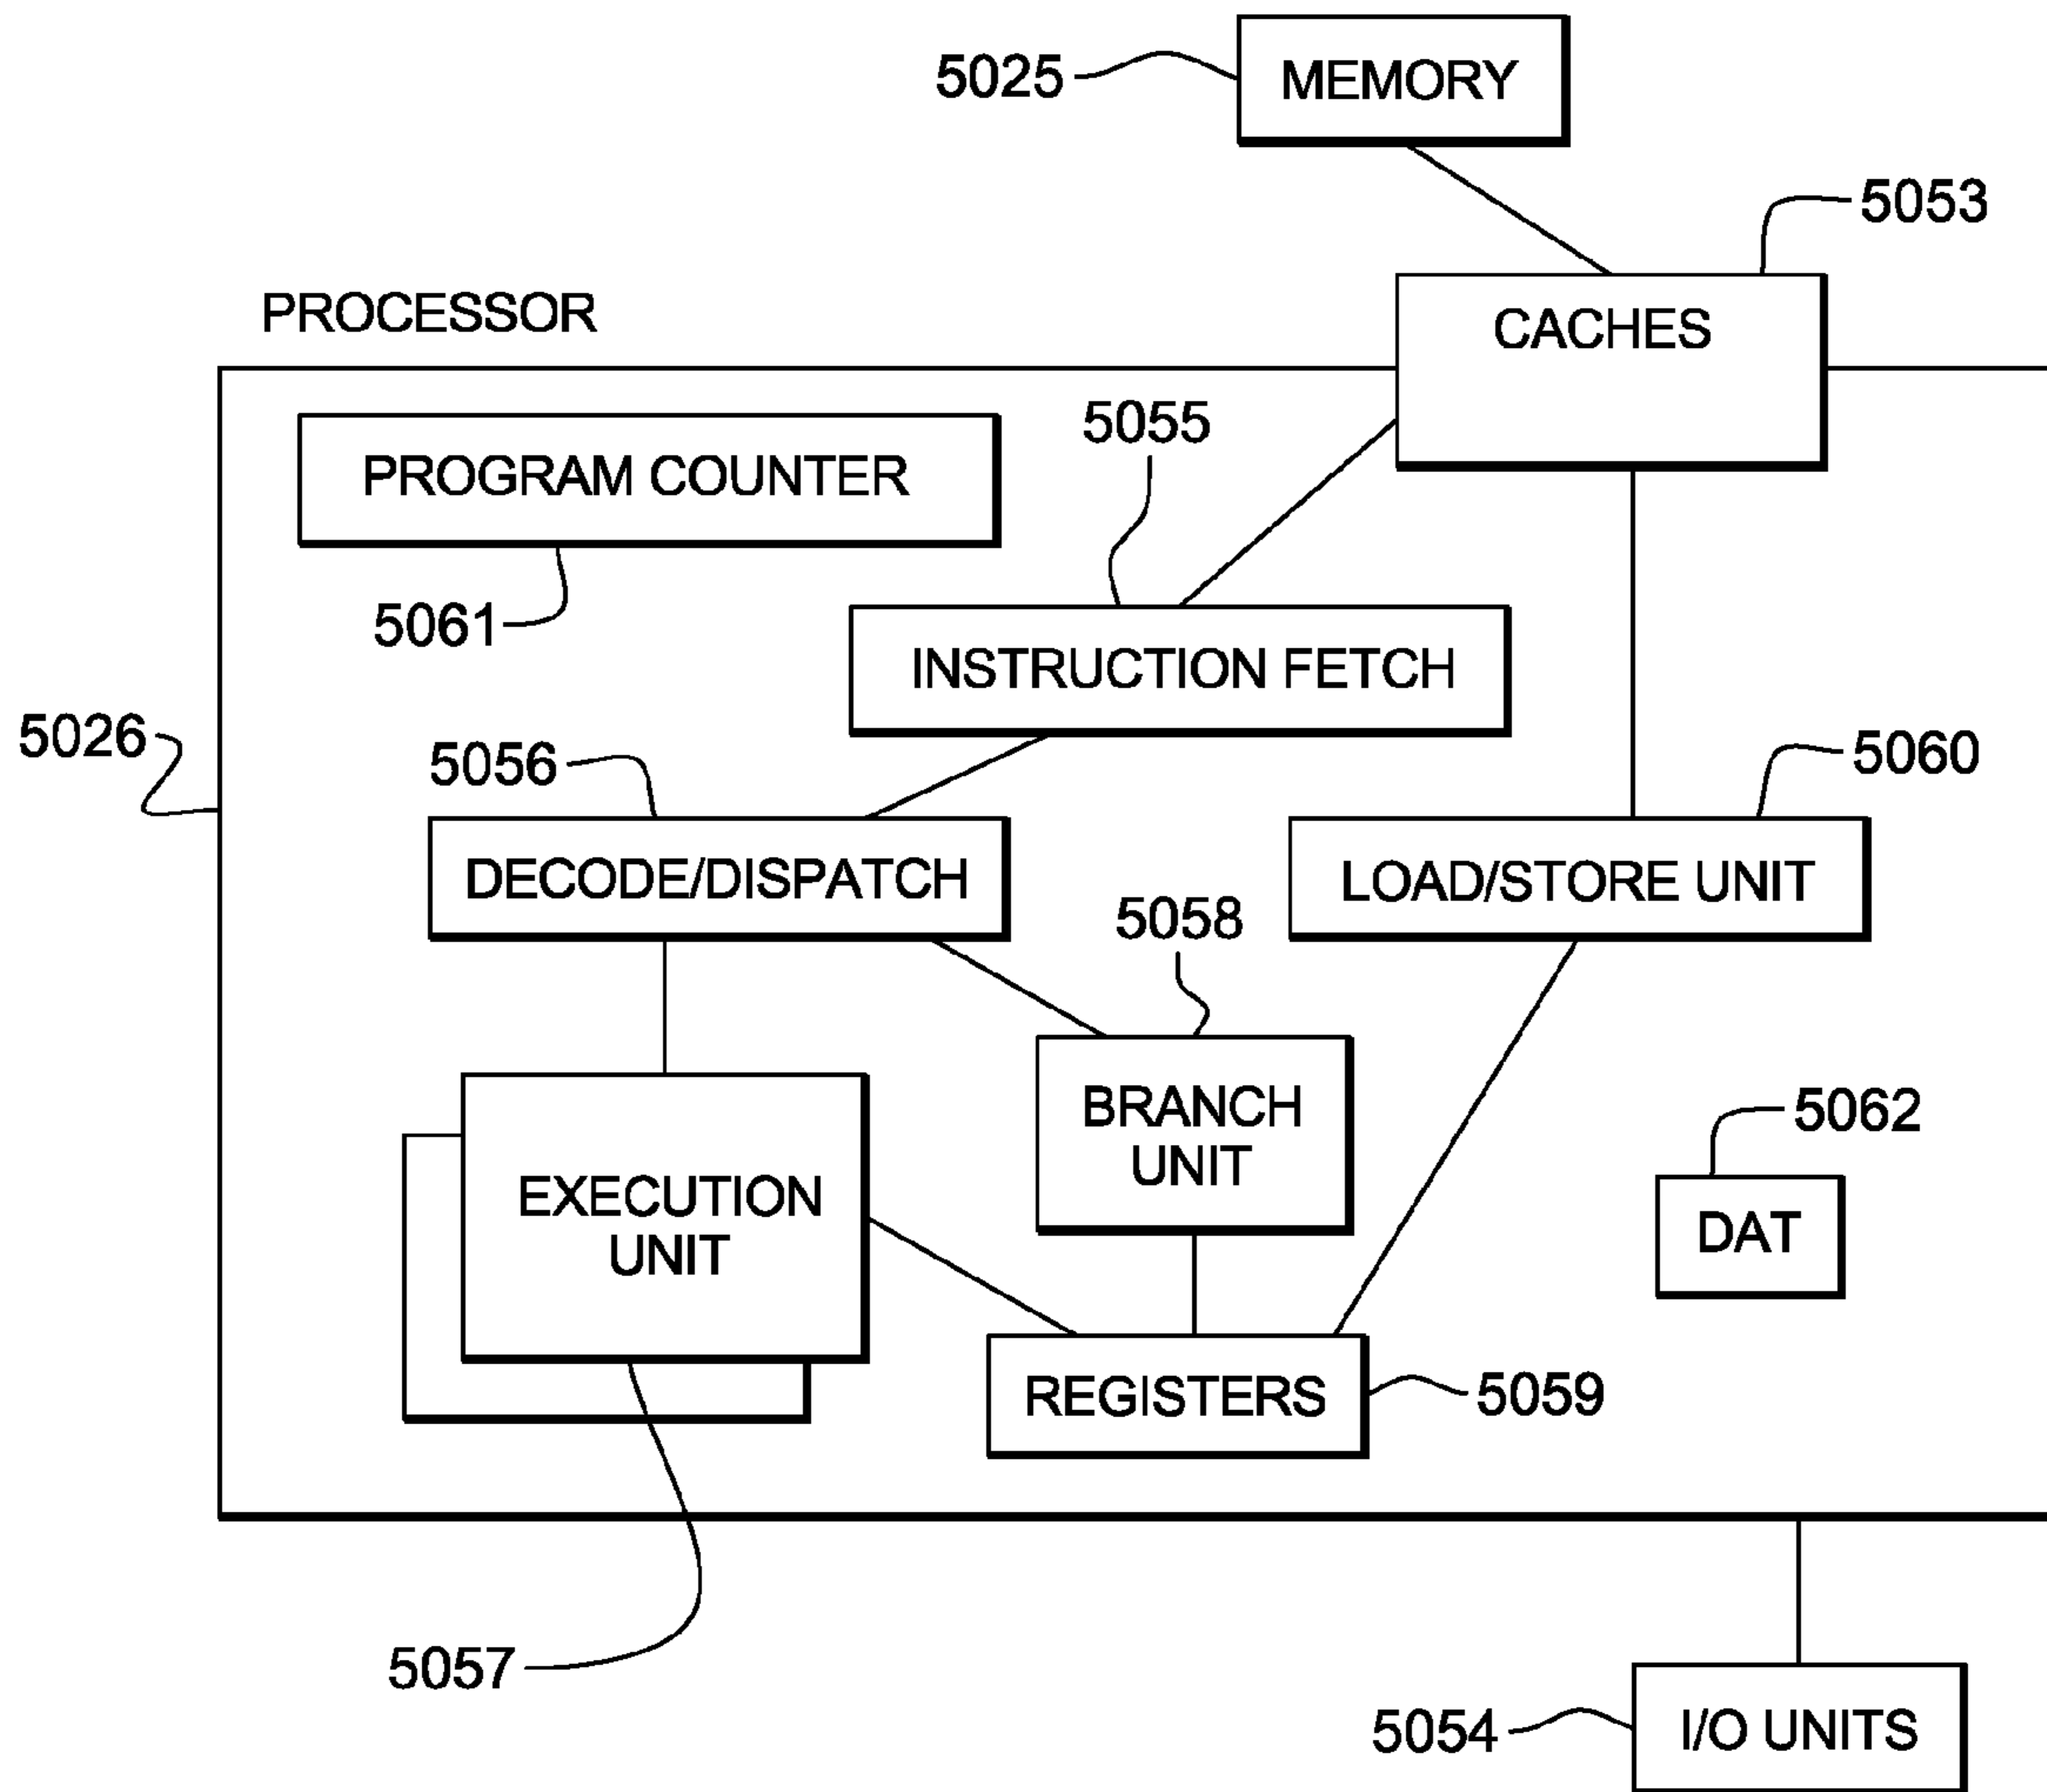 5025
MEMORY
5053
PROCESSOR
CACHES
5055
PROGRAM COUNTER
5061
INSTRUCTION FETCH
5026
5056
5060
DECODE/DISPATCH
LOAD/STORE UNIT
5058
BRANCH
UNIT
5062
EXECUTION
UNIT
DAT
REGISTERS
5059
5057
5054
I/O UNITS